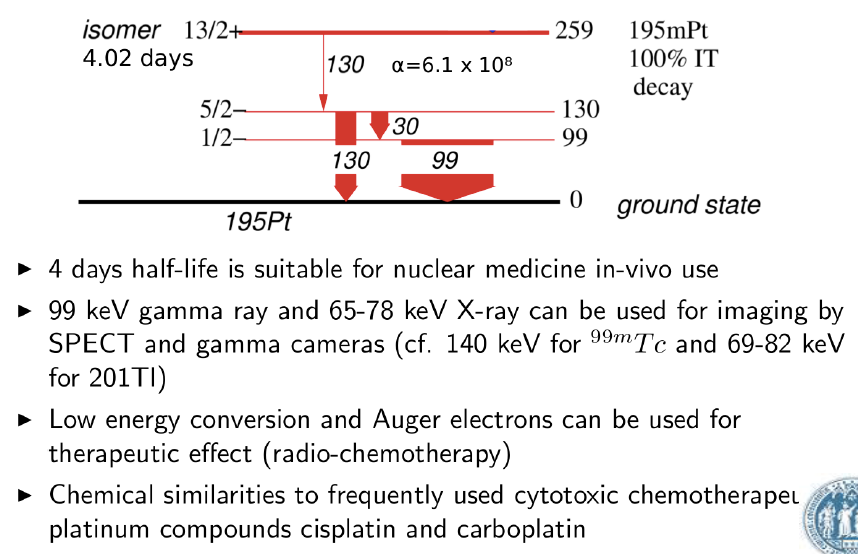 isomer 13/2+ 259 195mPt
4.02 days 130 α=6.1 x 10⁸ 100% IT
decay
5/2– 130
30
1/2– 99
130 99
0 ground state
195Pt
► 4 days half-life is suitable for nuclear medicine in-vivo use
► 99 keV gamma ray and 65-78 keV X-ray can be used for imaging by
SPECT and gamma cameras (cf. 140 keV for ⁹⁹ᵐTc and 69-82 keV
for 201Tl)
► Low energy conversion and Auger electrons can be used for
therapeutic effect (radio-chemotherapy)
► Chemical similarities to frequently used cytotoxic
platinum compounds cisplatin and carboplatin